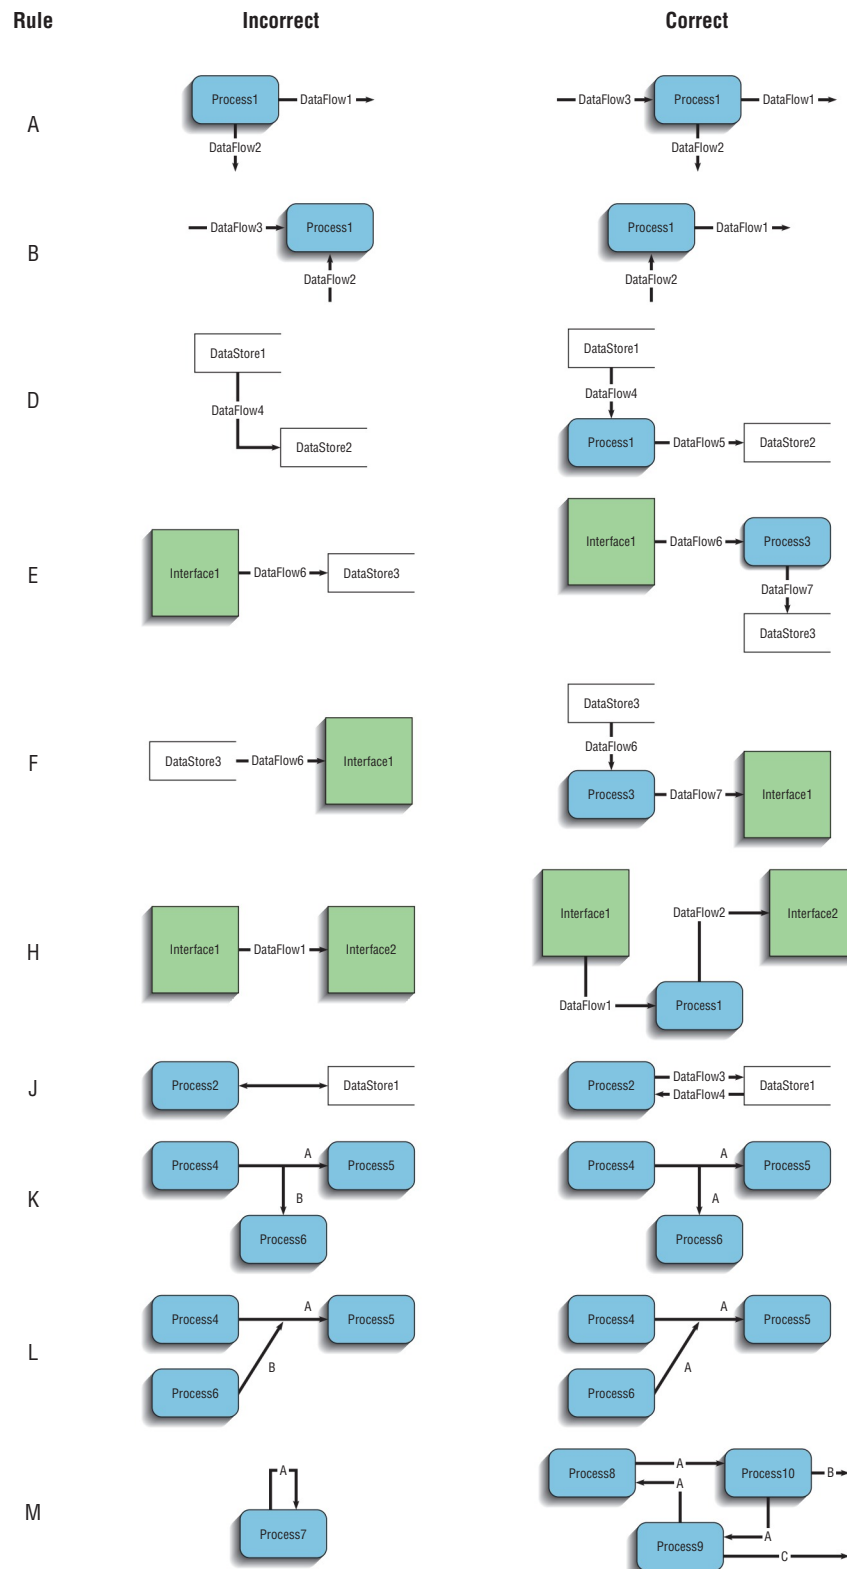 Rule Incorrect Correct
A
Process1 DataFlow1
DataFlow2
DataFlow3 Process1 DataFlow1
DataFlow2
B
DataFlow3 Process1
DataFlow2
Process1 DataFlow1
DataFlow2
D
DataStore1
DataFlow4
DataStore2
DataStore1
DataFlow4
Process1 DataFlow5 DataStore2
E
Interface1 DataFlow6 DataStore3
Interface1 DataFlow6 Process3
DataFlow7
DataStore3
F
DataStore3 DataFlow6 Interface1
DataStore3
DataFlow6
Process3 DataFlow7 Interface1
H
Interface1 DataFlow1 Interface2
Interface1 DataFlow2 Interface2
DataFlow1 Process1
J
Process2 DataStore1
Process2 DataFlow3 DataStore1
DataFlow4
K
Process4 A Process5
B
Process6
Process4 A Process5
A
Process6
L
Process4 A Process5
B
Process6
Process4 A Process5
A
Process6
M
A
Process7
Process8 A Process10 B
A
A
Process9 C